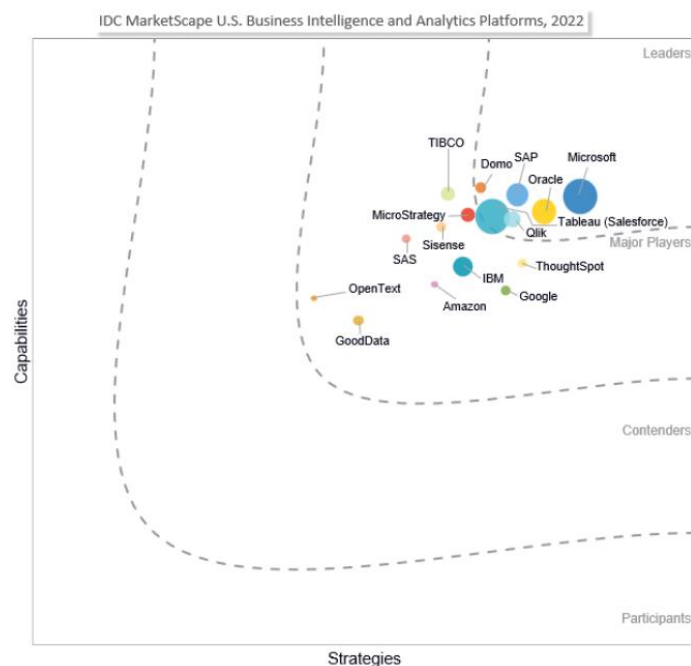 IDC MarketScape U.S. Business Intelligence and Analytics Platforms, 2022
Leaders
TIBCO
Domo
SAP
Microsoft
Oracle
MicroStrategy
Tableau (Salesforce)
Qlik
Sisense
Major Players
SAS
ThoughtSpot
IBM
OpenText
Google
Amazon
GoodData
Capabilities
Contenders
Participants
Strategies